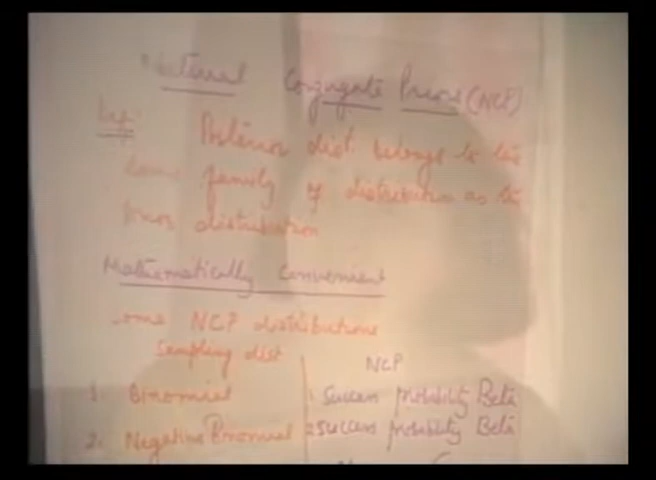 Natural Conjugate Priors (NCP)
Def: Posterior dist. belongs to the
same family of distribution as the
prior distribution
Mathematically Convenient
Some NCP distributions
Sampling dist NCP
1. Binomial 1. Success probability Beta
2. Negative Binomial 2. Success probability Beta